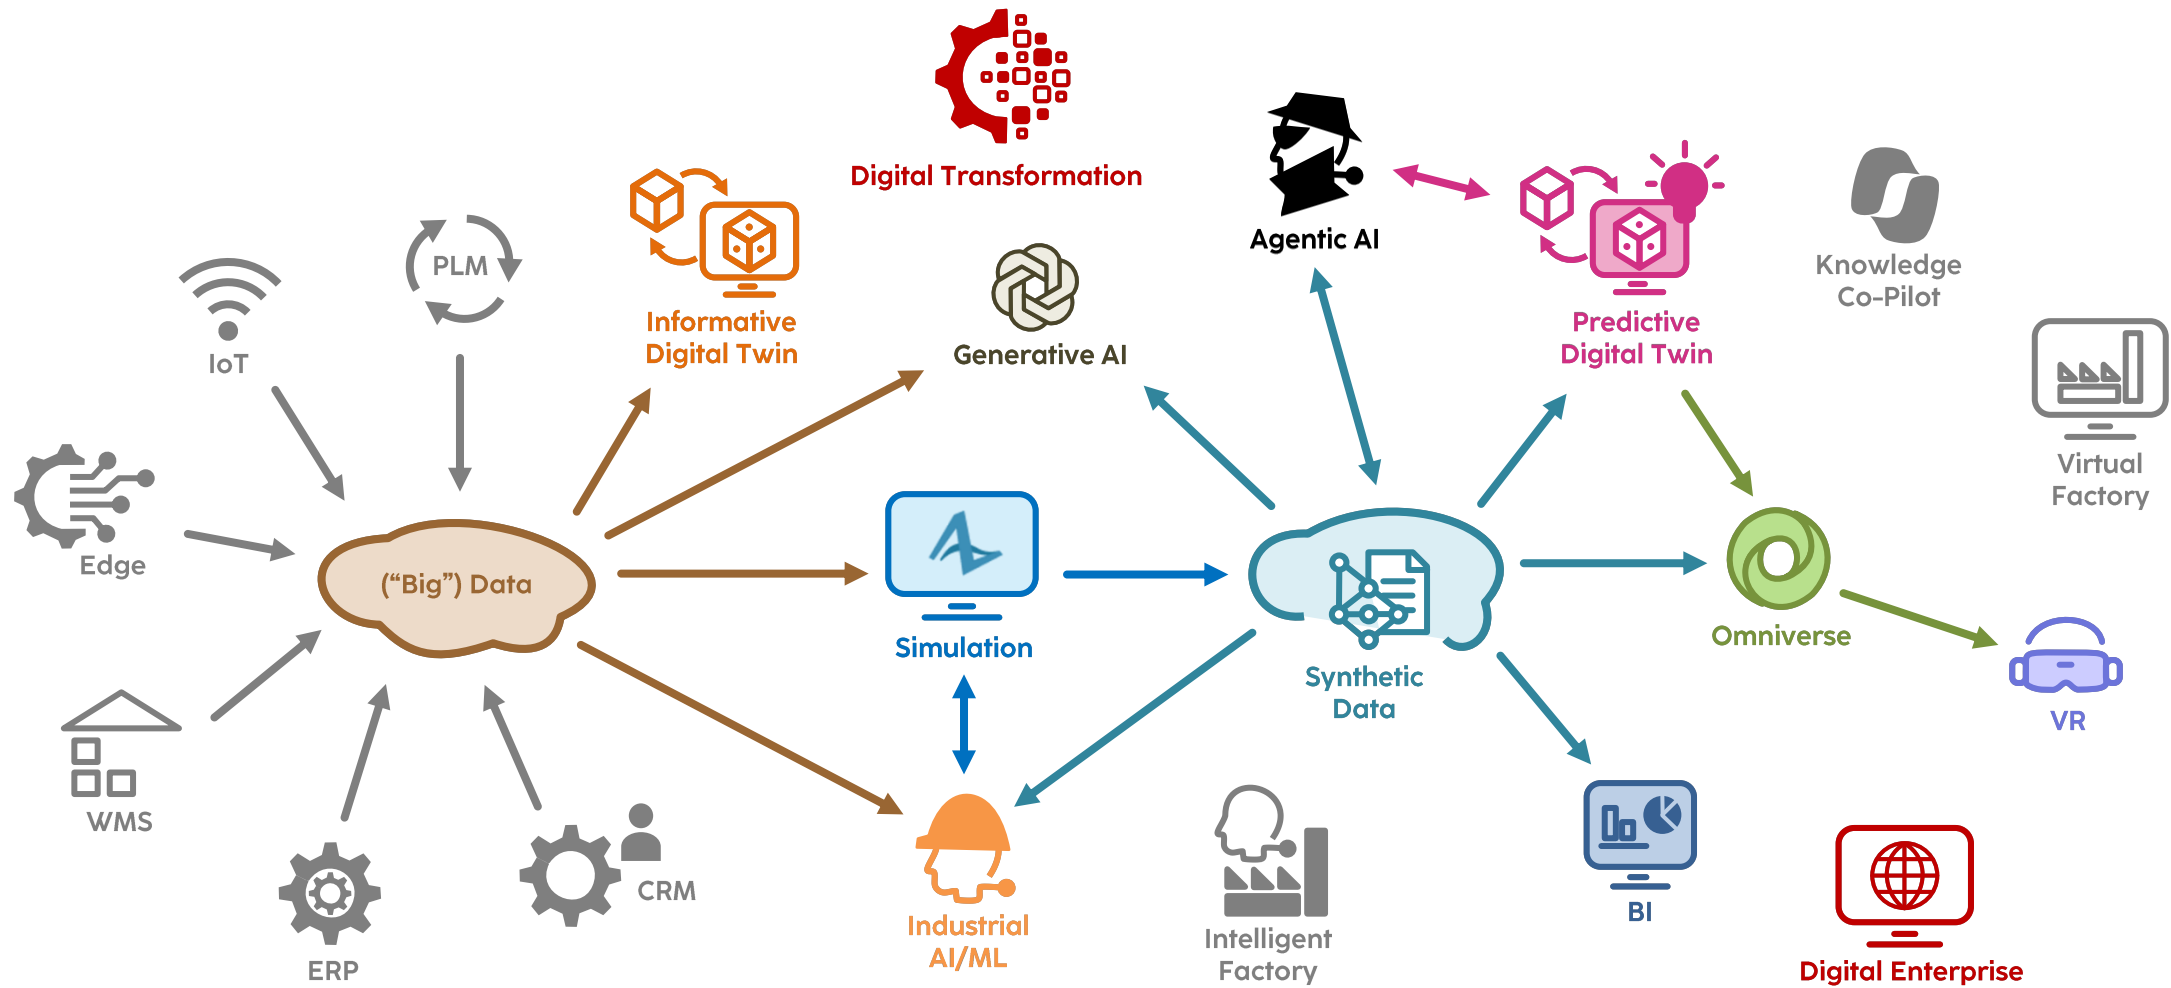 Digital Transformation
Agentic AI
PLM
IoT
Informative
Digital Twin
Generative AI
Predictive
Digital Twin
Knowledge
Co-Pilot
Virtual
Factory
Edge
(“Big”) Data
Simulation
Synthetic
Data
Omniverse
VR
WMS
ERP
CRM
Industrial
AI/ML
Intelligent
Factory
BI
Digital Enterprise